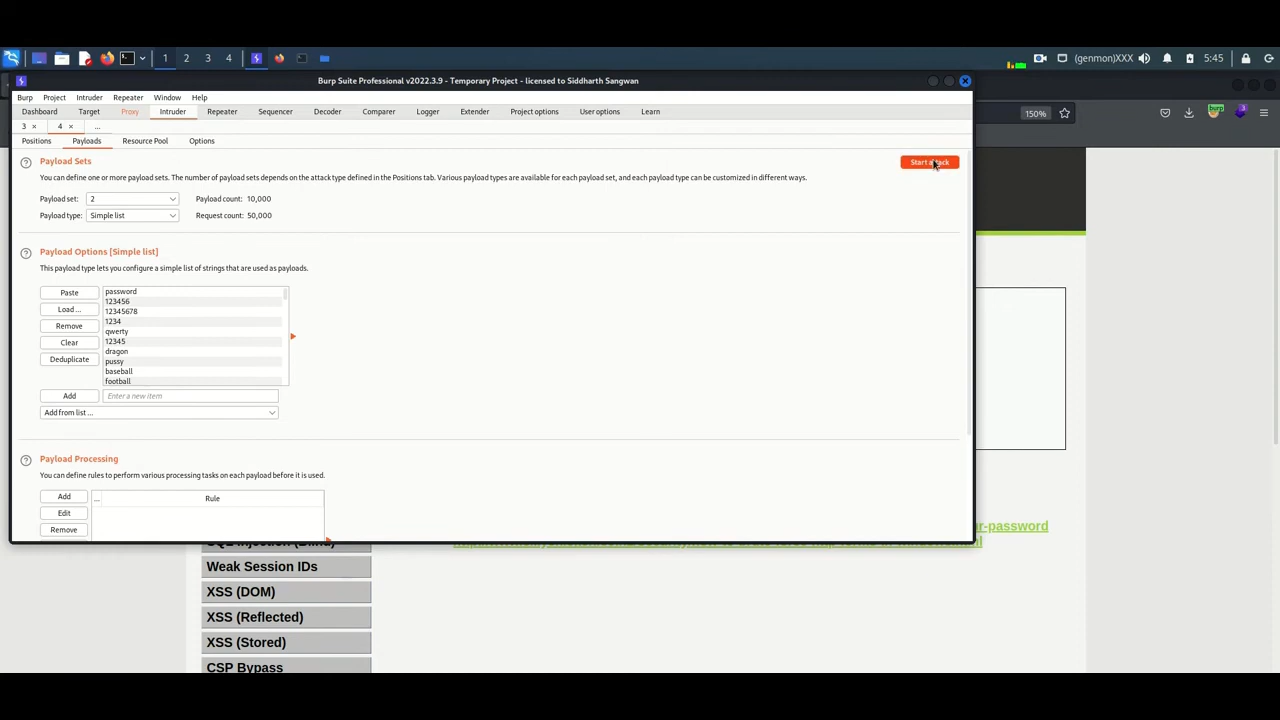 1 2 3 4 (genmon)XXX 5:45
Burp Suite Professional v2022.3.9 - Temporary Project - licensed to Siddharth Sangwan
Burp Project Intruder Repeater Window Help
Dashboard Target Proxy Intruder Repeater Sequencer Decoder Comparer Logger Extender Project options User options Learn
150%
burp
3 × 4 × ...
Positions Payloads Resource Pool Options
Payload Sets
Start attack
You can define one or more payload sets. The number of payload sets depends on the attack type defined in the Positions tab. Various payload types are available for each payload set, and each payload type can be customized in different ways.
Payload set: 2 Payload count: 10,000
Payload type: Simple list Request count: 50,000
Payload Options [Simple list]
This payload type lets you configure a simple list of strings that are used as payloads.
Paste
Load ...
Remove
Clear
Deduplicate
password
123456
12345678
1234
qwerty
12345
dragon
pussy
baseball
football
Add Enter a new item
Add from list ...
Payload Processing
You can define rules to perform various processing tasks on each payload before it is used.
Add ... Rule
Edit
Remove
ur-password
Weak Session IDs
XSS (DOM)
XSS (Reflected)
XSS (Stored)
CSP Bypass